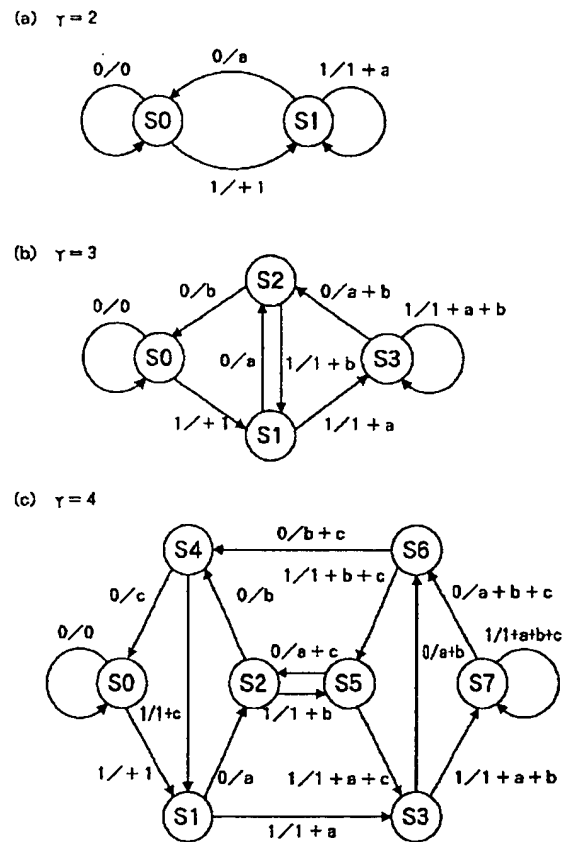 (a) γ=2
0/0
0/a
1/1+a
S0
S1
1/+1
(b) γ=3
S2
0/0
0/b
0/a+b
1/1+a+b
S0
0/a
1/1+b
S3
1/+1
1/1+a
S1
(c) γ=4
0/b+c
S4
S6
1/1+b+c
0/c
0/b
0/a+b+c
0/0
0/a+c
0/a+b
1/1+a+b+c
S0
S2
S5
S7
1/1+c
1/1+b
1/+1
0/a
1/1+a+c
1/1+a+b
S1
S3
1/1+a